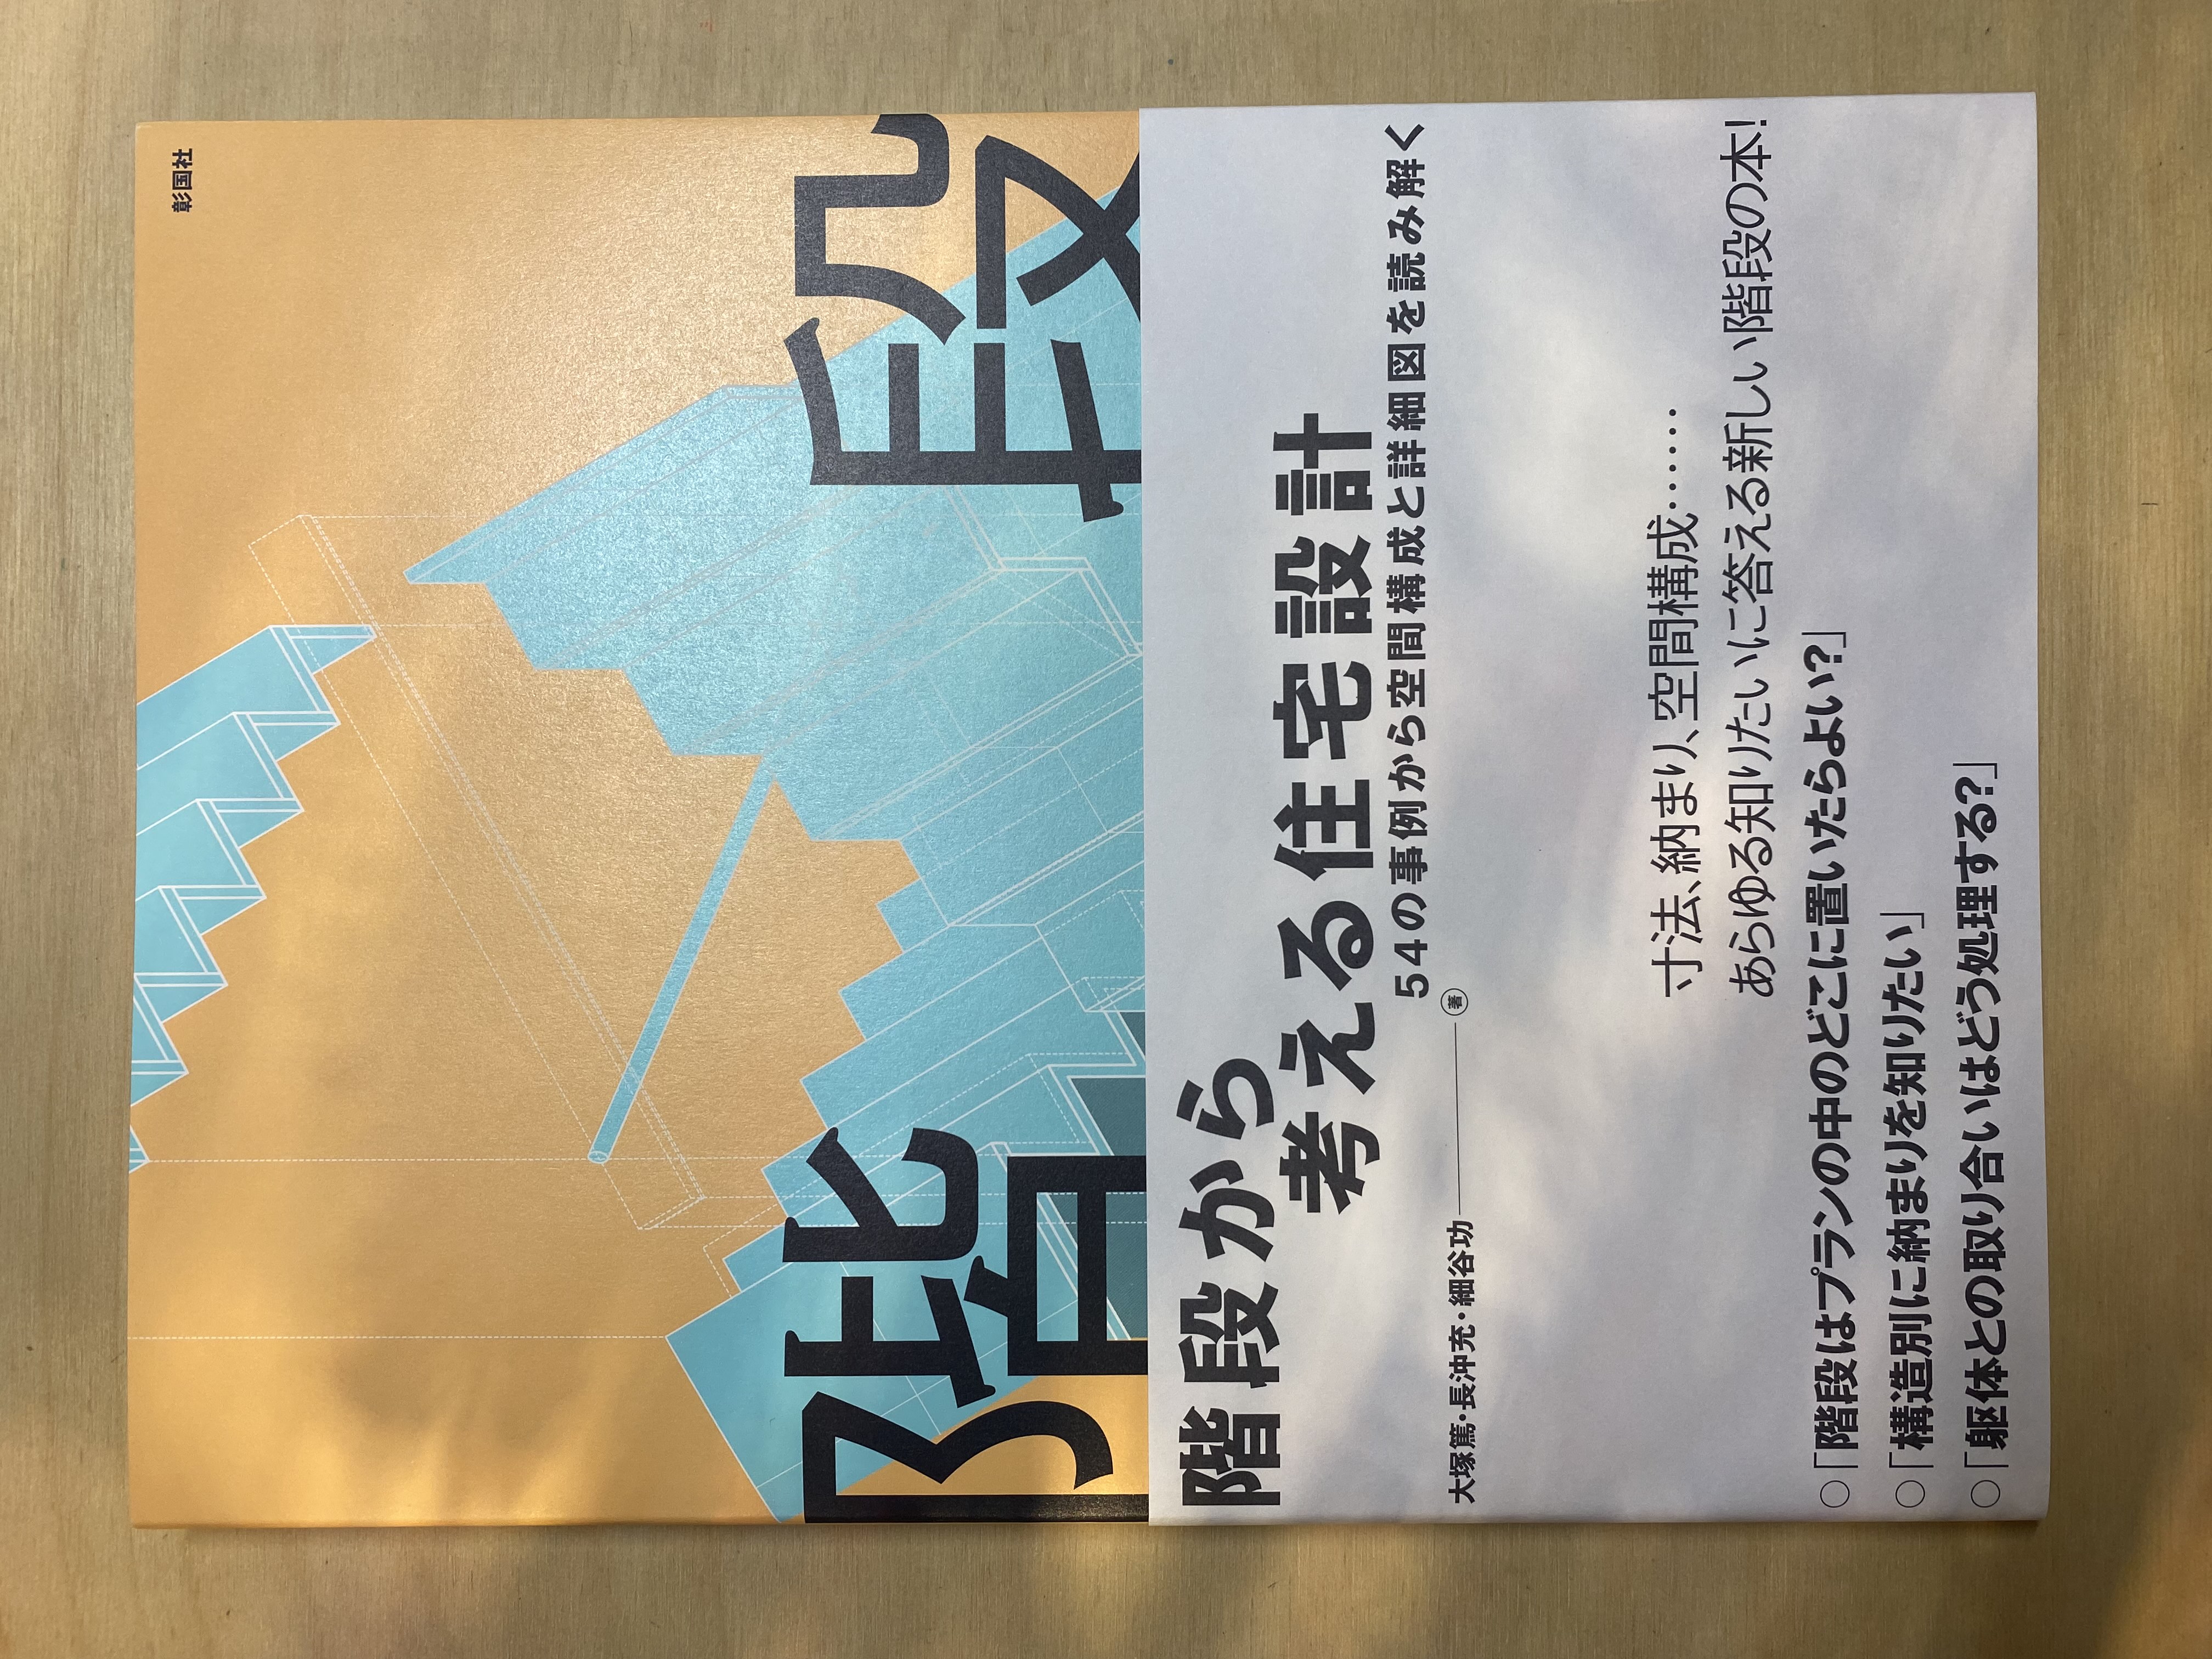 彰国社
階段
階段から
考える住宅設計
54の事例から空間構成と詳細図を読み解く
大塚篤・長沖充・細谷功 著
寸法、納まり、空間構成……
あらゆる知りたいに答える新しい階段の本!
○「階段はプランの中のどこに置いたらよい?」
○「構造別に納まりを知りたい」
○「躯体との取り合いはどう処理する?」